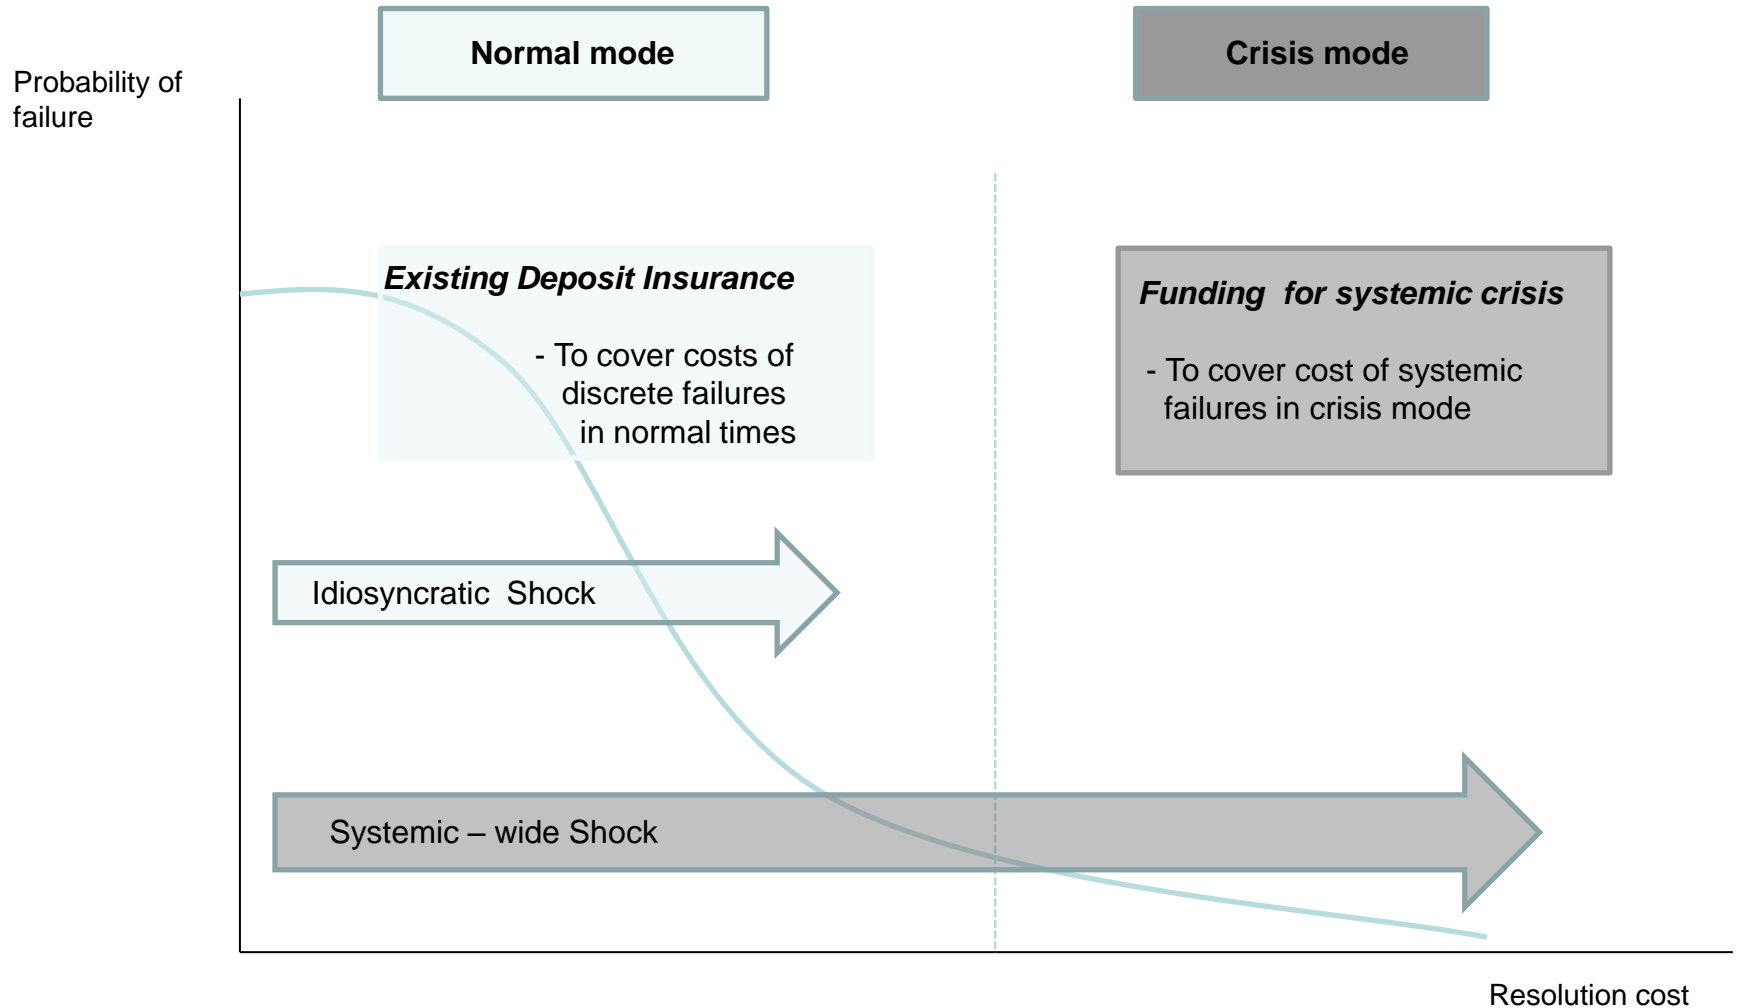 Normal mode
Crisis mode
Probability of
failure
Existing Deposit Insurance
- To cover costs of
discrete failures
in normal times
Funding for systemic crisis
- To cover cost of systemic
failures in crisis mode
Idiosyncratic Shock
Systemic – wide Shock
Resolution cost